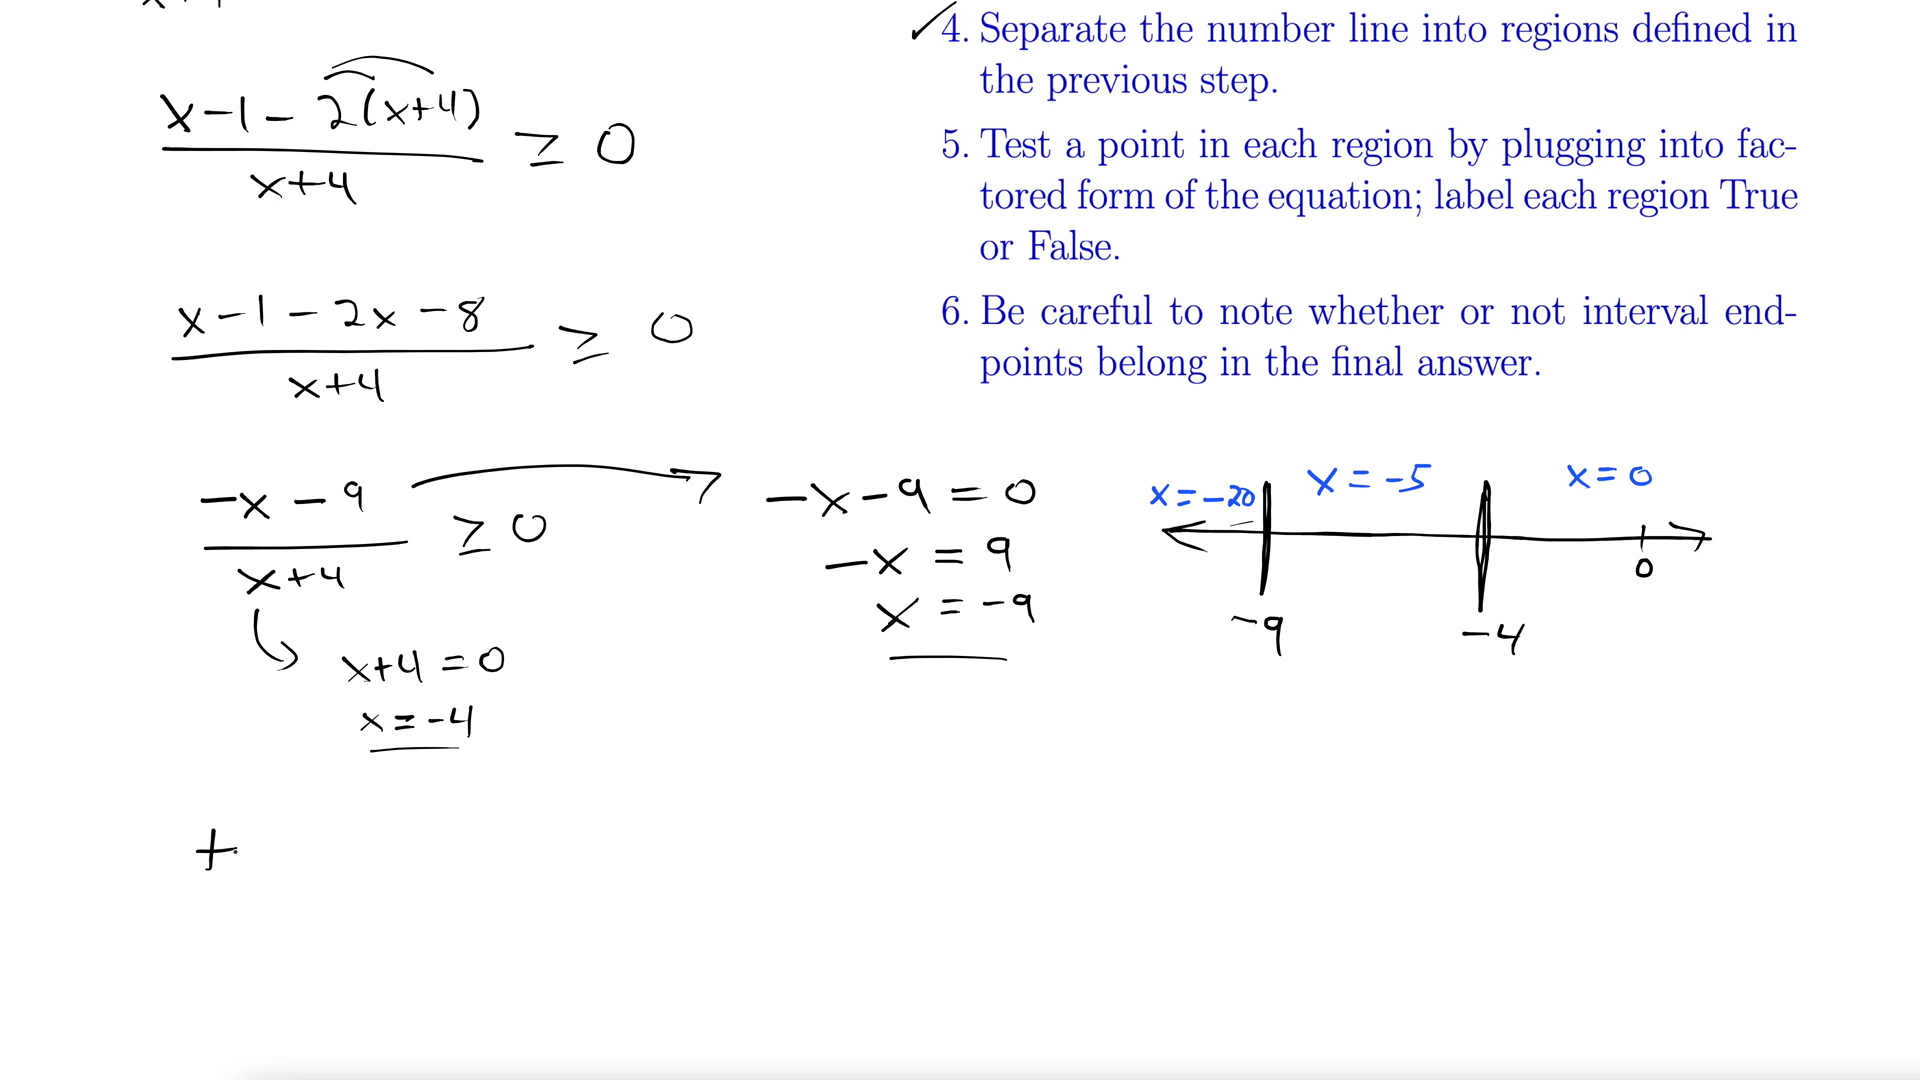 4. Separate the number line into regions defined in
the previous step.
5. Test a point in each region by plugging into fac-
tored form of the equation; label each region True
or False.
6. Be careful to note whether or not interval end-
points belong in the final answer.
x-1-2(x+4)
≥ 0
x+4
x-1-2x-8
≥ 0
x+4
-x-9
≥ 0
x+4
x+4=0
x=-4
-x-9=0
-x=9
x=-9
x=-20 x=-5 x=0
0
-9 -4
+